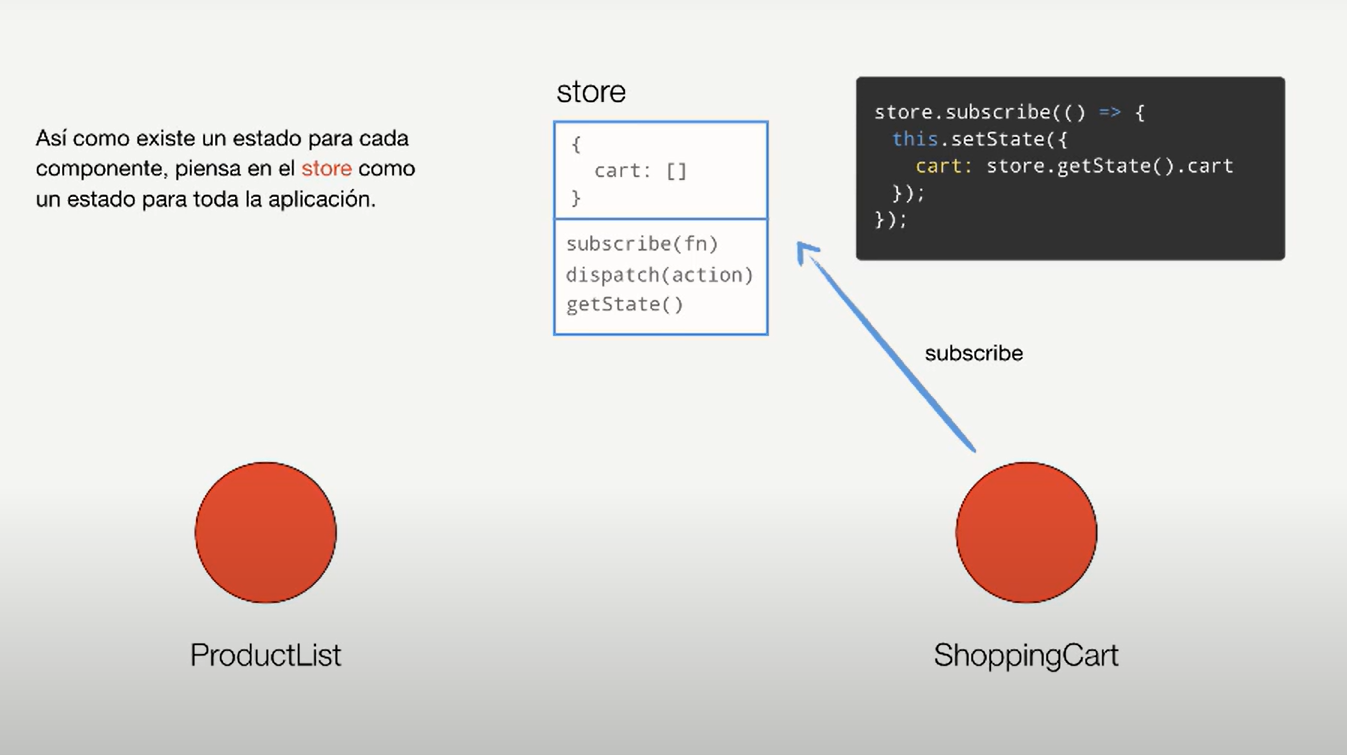 Así como existe un estado para cada
componente, piensa en el store como
un estado para toda la aplicación.
store
{
cart: []
}
subscribe(fn)
dispatch(action)
getState()
store.subscribe(() => {
this.setState({
cart: store.getState().cart
});
});
subscribe
ProductList
ShoppingCart